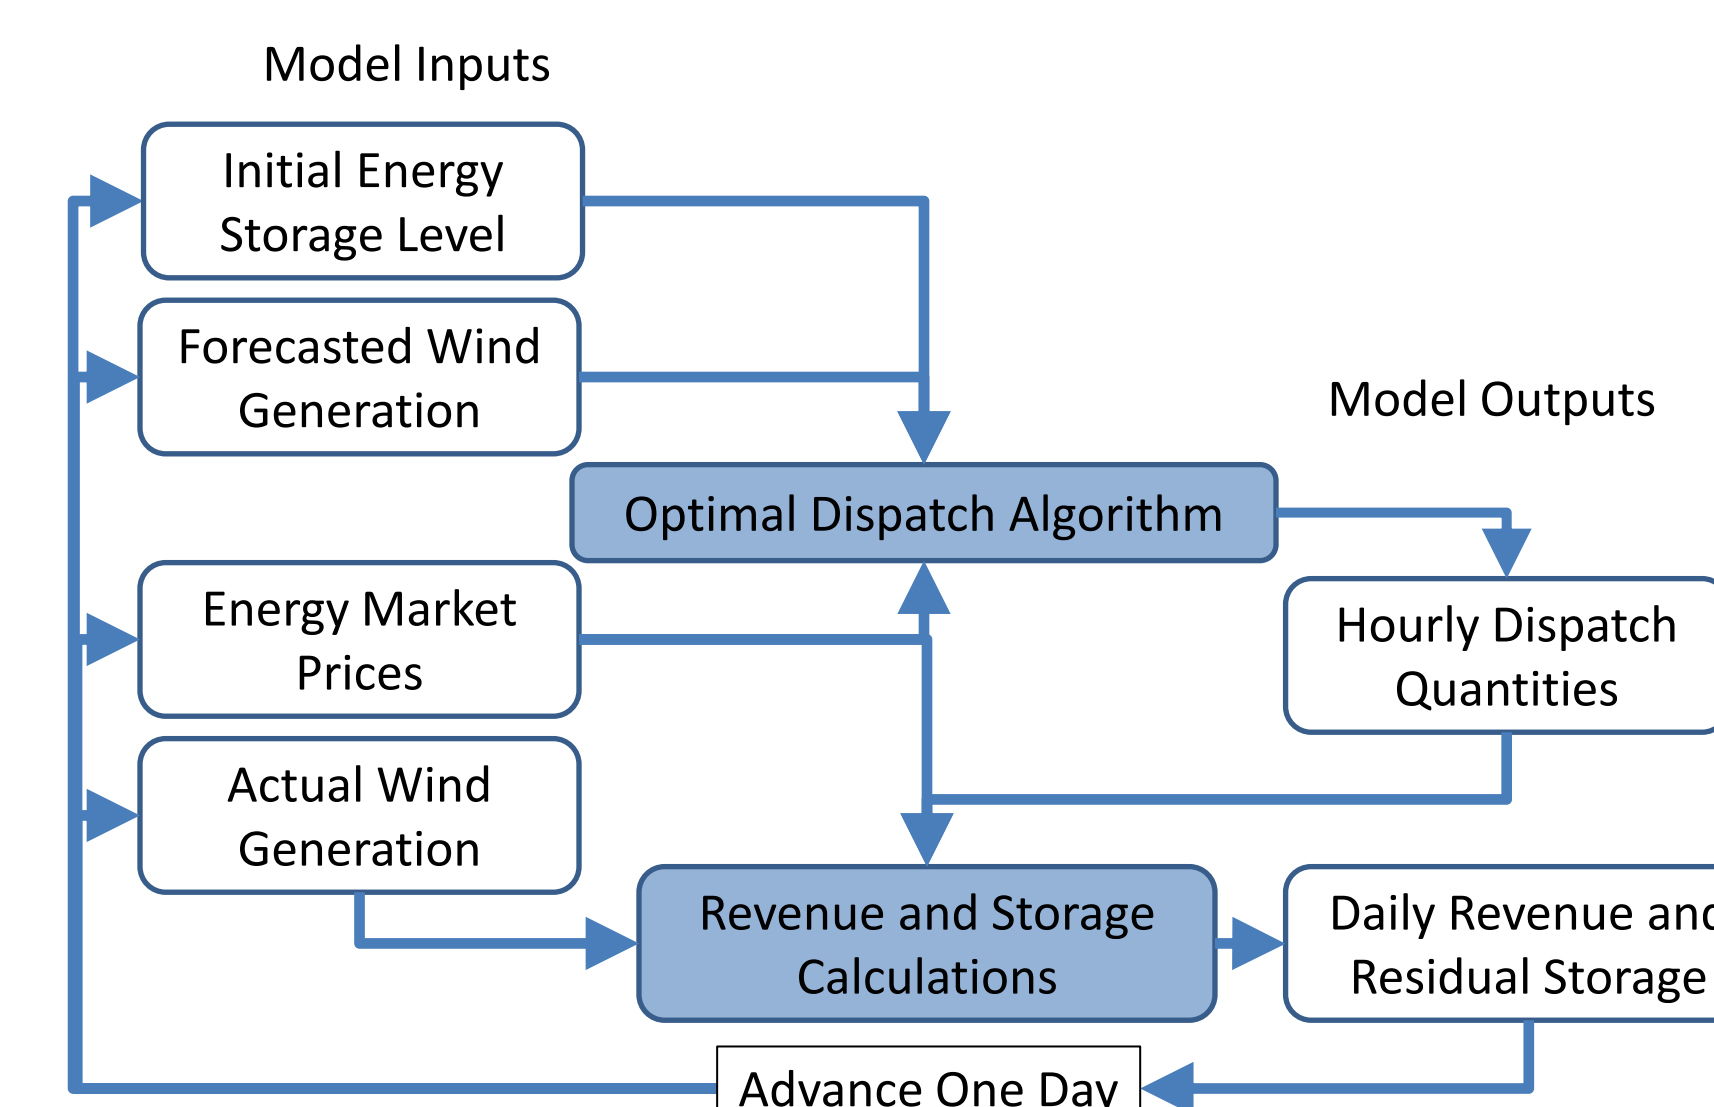 Model Inputs
Initial Energy
Storage Level
Forecasted Wind
Generation
Model Outputs
Optimal Dispatch Algorithm
Energy Market
Prices
Hourly Dispatch
Quantities
Actual Wind
Generation
Revenue and Storage
Calculations
Daily Revenue and
Residual Storage
Advance One Day